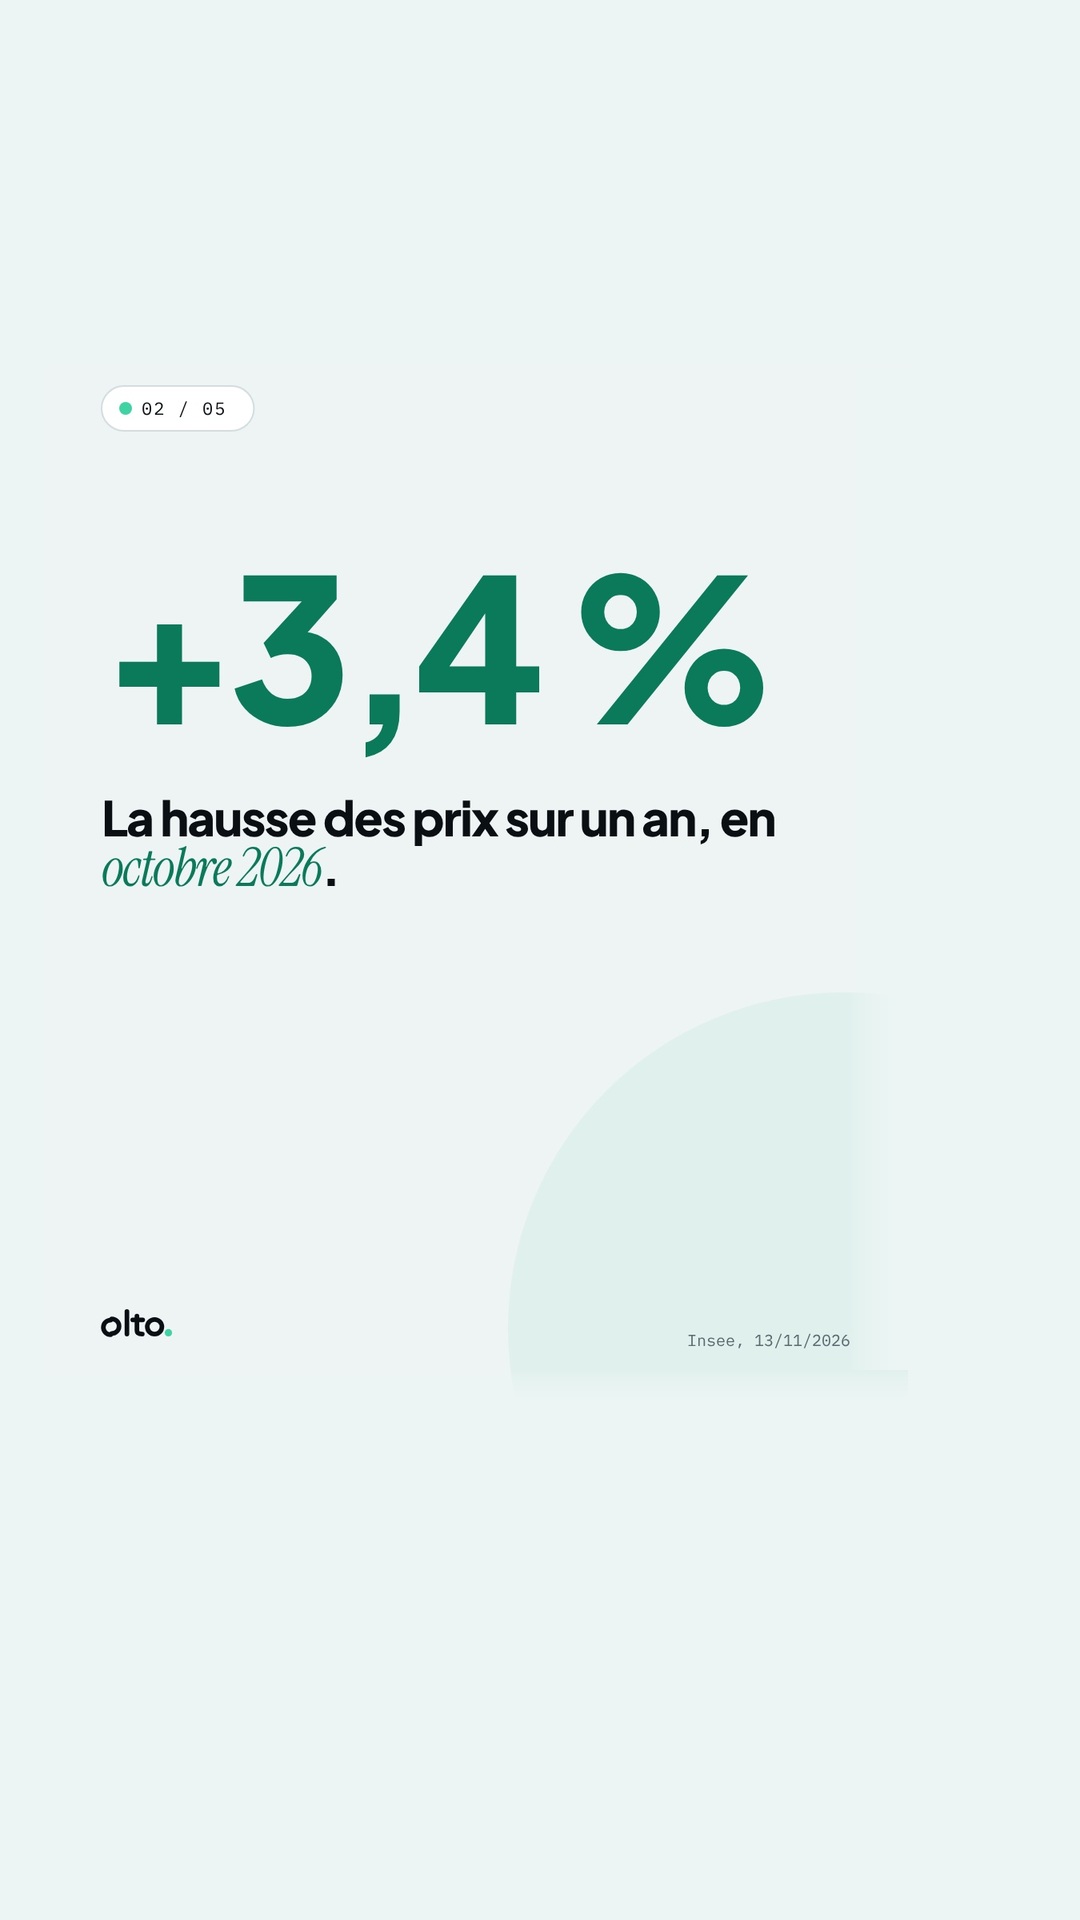 02 / 05
+3,4 %
La hausse des prix sur un an, en
octobre 2026.
olto.
Insee, 13/11/2026